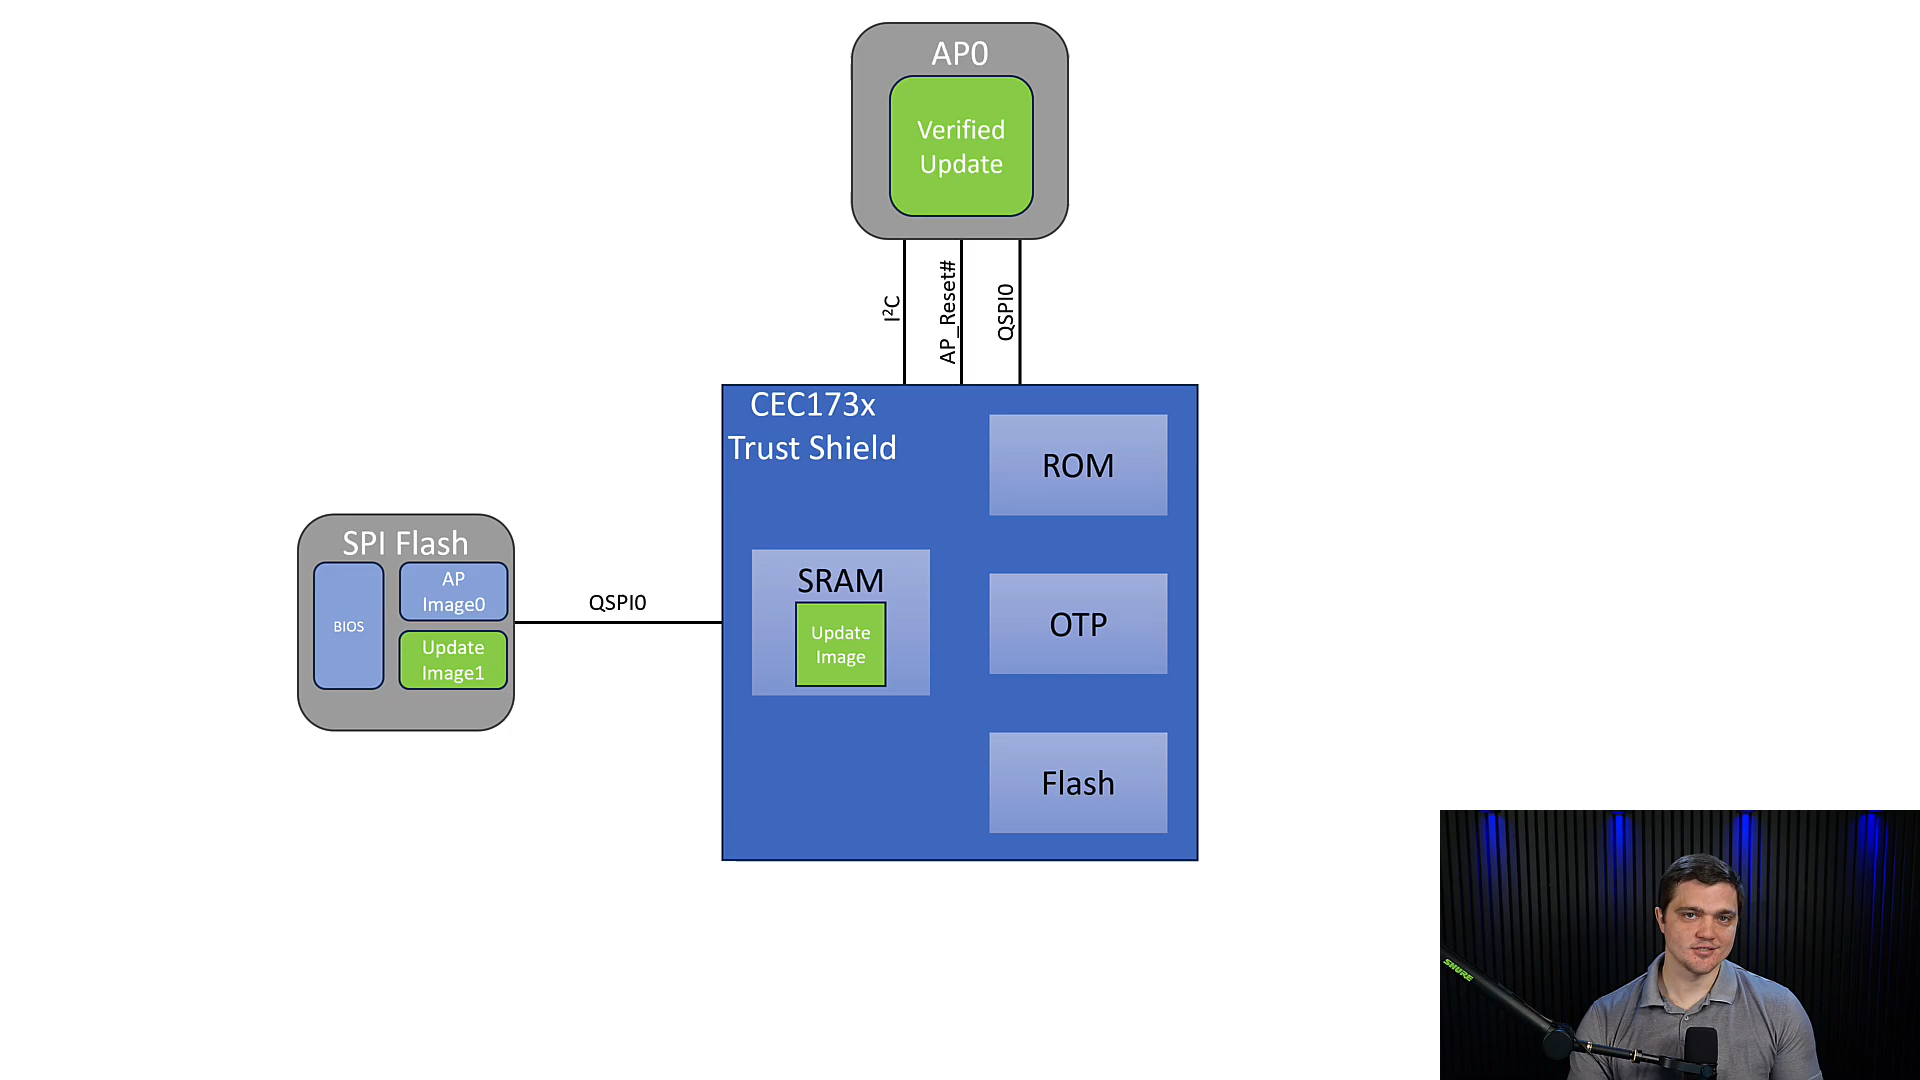 AP0
Verified
Update
I²C
AP_Reset#
QSPI0
CEC173x
Trust Shield
ROM
SPI Flash
BIOS
AP
Image0
Update
Image1
QSPI0
SRAM
Update
Image
OTP
Flash
SHURE